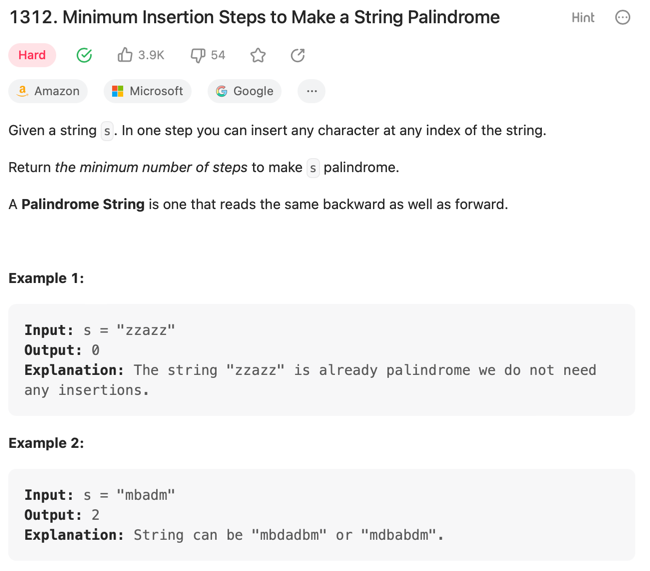 1312. Minimum Insertion Steps to Make a String Palindrome Hint
Hard 3.9K 54
Amazon Microsoft Google ...
Given a string s. In one step you can insert any character at any index of the string.
Return the minimum number of steps to make s palindrome.
A Palindrome String is one that reads the same backward as well as forward.
Example 1:
Input: s = "zzazz"
Output: 0
Explanation: The string "zzazz" is already palindrome we do not need
any insertions.
Example 2:
Input: s = "mbadm"
Output: 2
Explanation: String can be "mbdadbm" or "mdbabdm".